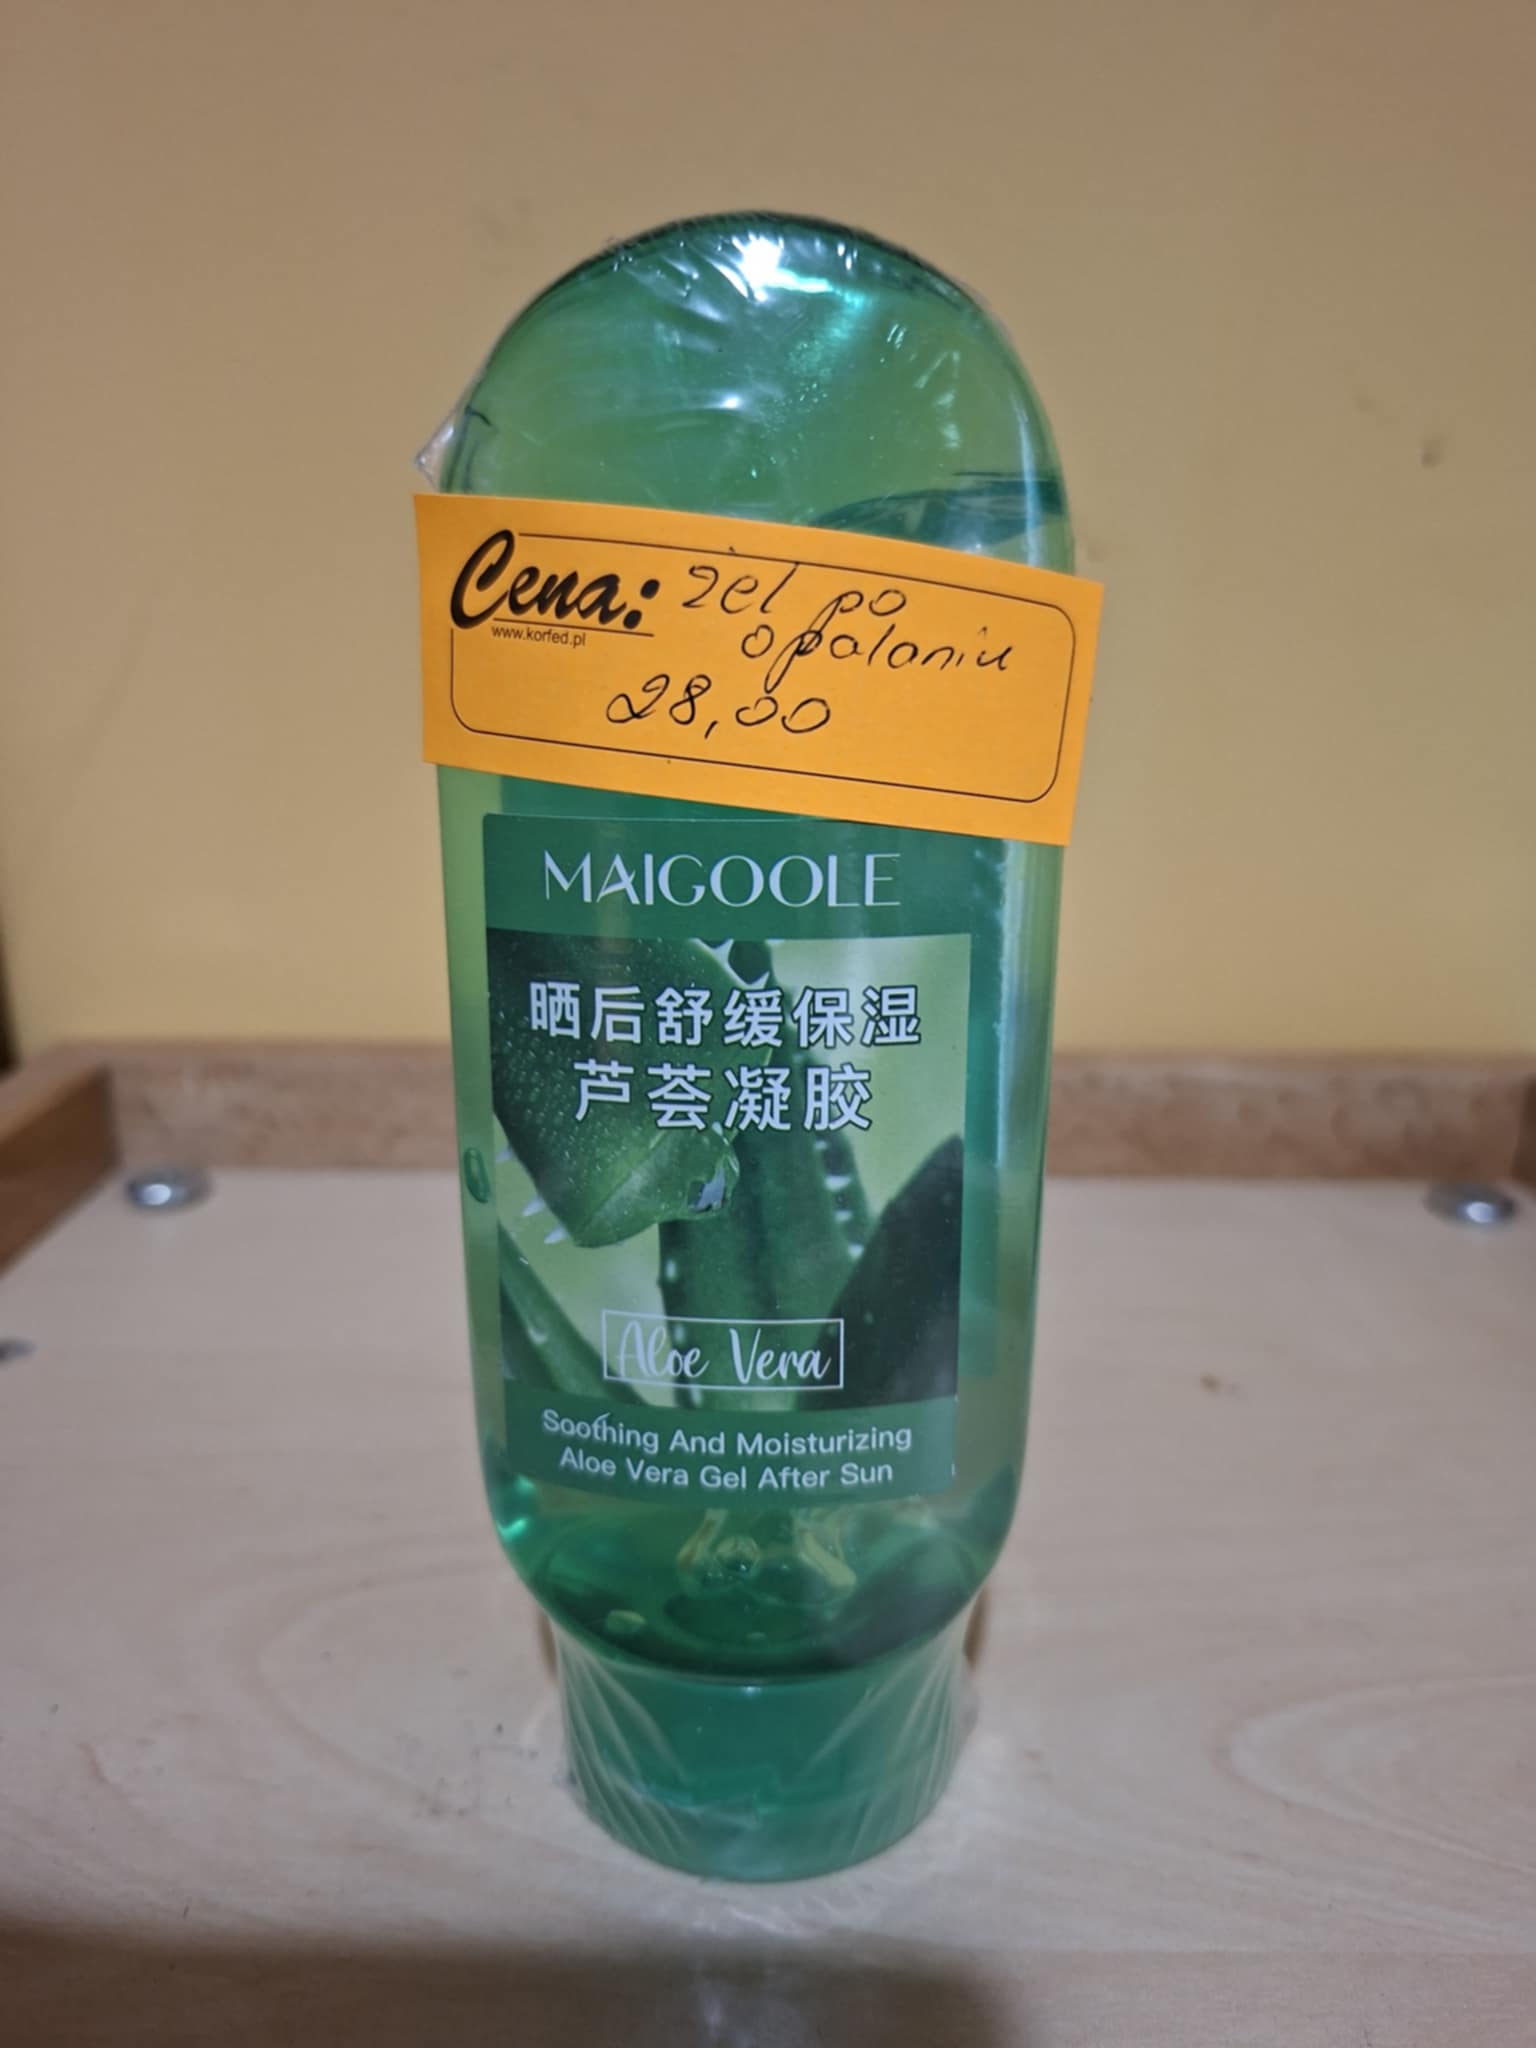 Cena: żel po
www.korfed.pl opalaniu
28,00
MAIGOOLE
晒后舒缓保湿
芦荟凝胶
Aloe Vera
Soothing And Moisturizing
Aloe Vera Gel After Sun